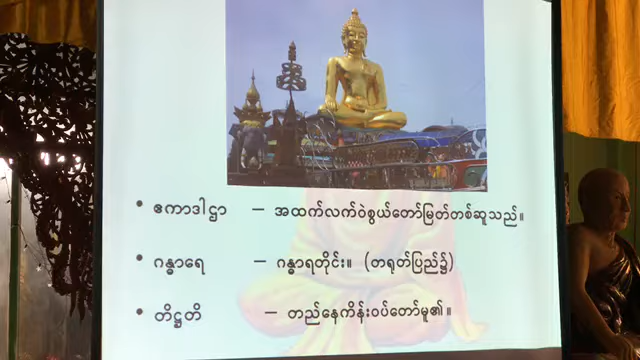 • ဧကာဒါဌာ – အထက်လက်ဝဲစွယ်တော်မြတ်တစ်ဆူသည်။
• ဂန္ဓာရေ – ဂန္ဓာရတိုင်း။ (တရုတ်ပြည်၌)
• တိဋ္ဌတိ – တည်နေကိန်းဝပ်တော်မူ၏။